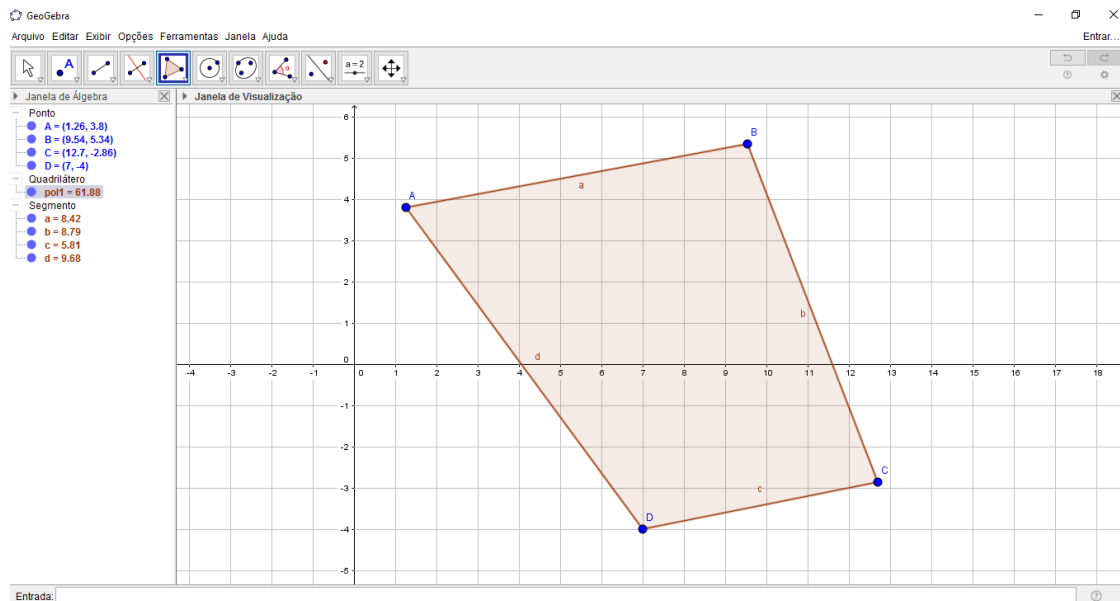 GeoGebra
Arquivo Editar Exibir Opções Ferramentas Janela Ajuda
Entrar...
A
a=2
Janela de Álgebra
Ponto
A = (1.26, 3.8)
B = (9.54, 5.34)
C = (12.7, -2.86)
D = (7, -4)
Quadrilátero
pol1 = 61.88
Segmento
a = 8.42
b = 8.79
c = 5.81
d = 9.68
Janela de Visualização
6
5
4
3
2
1
0
-1
-2
-3
-4
-5
-4 -3 -2 -1 0 1 2 3 4 5 6 7 8 9 10 11 12 13 14 15 16 17 18
A
B
C
D
a
b
c
d
Entrada: